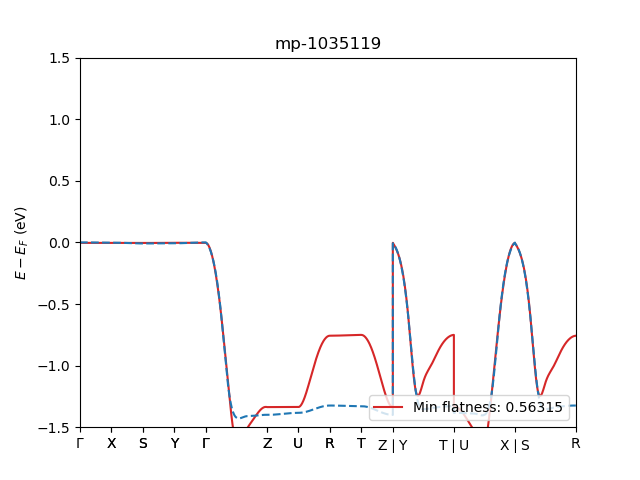 mp-1035119
E − E_F (eV)
1.5
1.0
0.5
0.0
−0.5
−1.0
−1.5
Min flatness: 0.56315
Γ X S Y Γ Z U R T Z | Y T | U X | S R